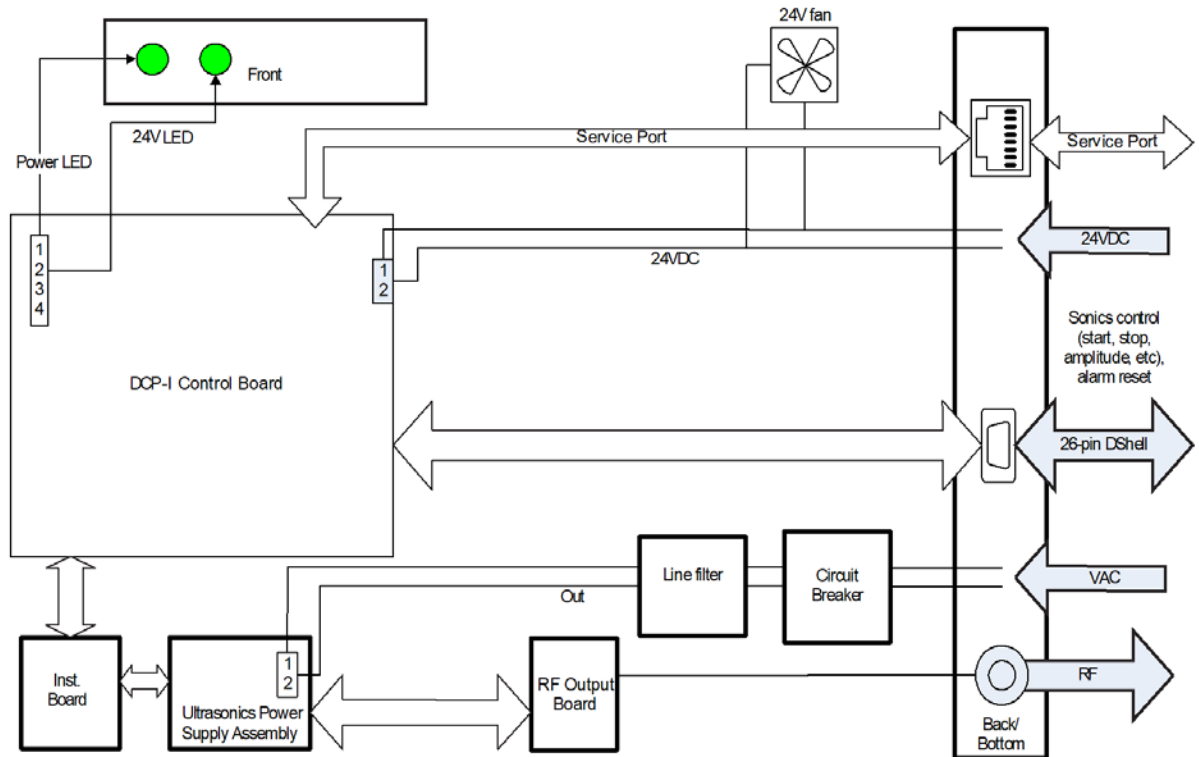 24V fan
Front
24V LED
Power LED
Service Port
Service Port
1
2
3
4
1
2
24VDC
24VDC
DCP-I Control Board
Sonics control
(start, stop,
amplitude, etc),
alarm reset
26-pin DShell
Line filter
Circuit
Breaker
VAC
Out
Inst.
Board
1
2
Ultrasonics Power
Supply Assembly
RF Output
Board
RF
Back/
Bottom